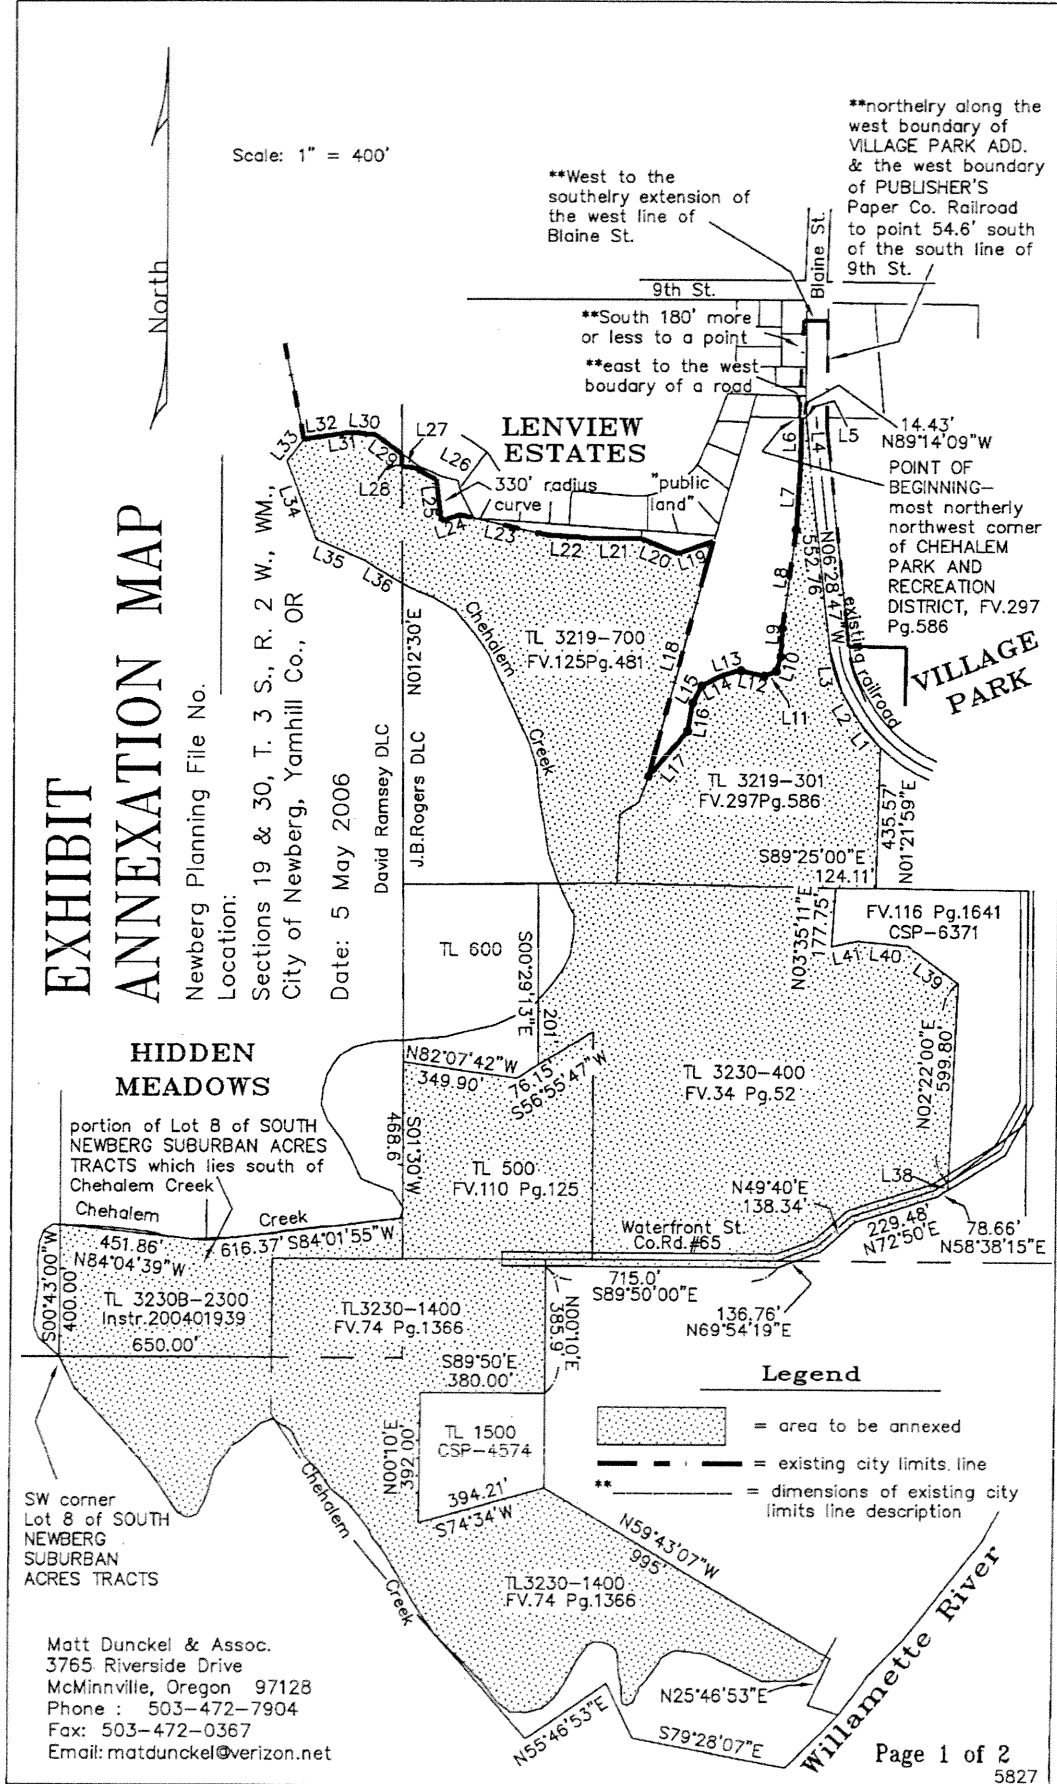 **northelry along the
west boundary of
VILLAGE PARK ADD.
& the west boundary
of PUBLISHER'S
Paper Co. Railroad
to point 54.6' south
of the south line of
9th St.
Scale: 1" = 400'
**West to the
southelry extension of
the west line of
Blaine St.
North
Blaine St.
9th St.
**South 180' more
or less to a point
**east to the west
boudary of a road
14.43'
N89°14'09"W
POINT OF
BEGINNING—
most northerly
northwest corner
of CHEHALEM
PARK AND
RECREATION
DISTRICT, FV.297
Pg.586
LENVIEW
ESTATES
330' radius
curve
"public
land"
L33
L32
L31
L30
L29
L28
L27
L26
L25
L24
L23
L22
L21
L20
L19
L34
L35
L36
L6
L5
L4
L7
L8
L9
L10
L11
L12
L13
L14
L15
L16
L17
L18
L3
L2
L1
N06°28'47"W
552.76'
existing railroad
VILLAGE
PARK
EXHIBIT
ANNEXATION MAP
Newberg Planning File No.
Location:
Sections 19 & 30, T. 3 S., R. 2 W., WM.,
City of Newberg, Yamhill Co., OR
Date: 5 May 2006
David Ramsey DLC
J.B.Rogers DLC
N012°30'E
Chehalem
Creek
TL 3219-700
FV.125Pg.481
TL 3219-301
FV.297Pg.586
S89°25'00"E
124.11'
435.57'
N01°21'59"E
N03°35'11"E
177.75'
FV.116 Pg.1641
CSP-6371
L41
L40
L39
TL 600
S00°29'13"E
201'
N82°07'42"W
349.90'
76.15'
S56°55'47"W
TL 3230-400
FV.34 Pg.52
N02°22'00"E
599.80'
HIDDEN
MEADOWS
portion of Lot 8 of SOUTH
NEWBERG SUBURBAN ACRES
TRACTS which lies south of
Chehalem Creek
Chehalem
Creek
S01°30'W
468.6'
TL 500
FV.110 Pg.125
L38
N49°40'E
138.34'
Waterfront St.
Co.Rd.#65
229.48'
N72°50'E
78.66'
N58°38'15"E
451.86'
N84°04'39"W
616.37'
S84°01'55"W
S00°43'00"W
400.00'
TL 3230B-2300
Instr.200401939
650.00'
TL3230-1400
FV.74 Pg.1366
715.0'
S89°50'00"E
136.76'
N69°54'19"E
N00°10'E
385.9'
S89°50'E
380.00'
N00°10'E
392.00'
TL 1500
CSP-4574
394.21'
S74°34'W
Legend
= area to be annexed
= existing city limits line
**
= dimensions of existing city
limits line description
SW corner
Lot 8 of SOUTH
NEWBERG
SUBURBAN
ACRES TRACTS
Chehalem
Creek
N59°43'07"W
995'
TL3230-1400
FV.74 Pg.1366
Willamette River
N25°46'53"E
N55°46'53"E
S79°28'07"E
Matt Dunckel & Assoc.
3765 Riverside Drive
McMinnville, Oregon 97128
Phone : 503-472-7904
Fax: 503-472-0367
Email: matdunckel@verizon.net
Page 1 of 2
5827